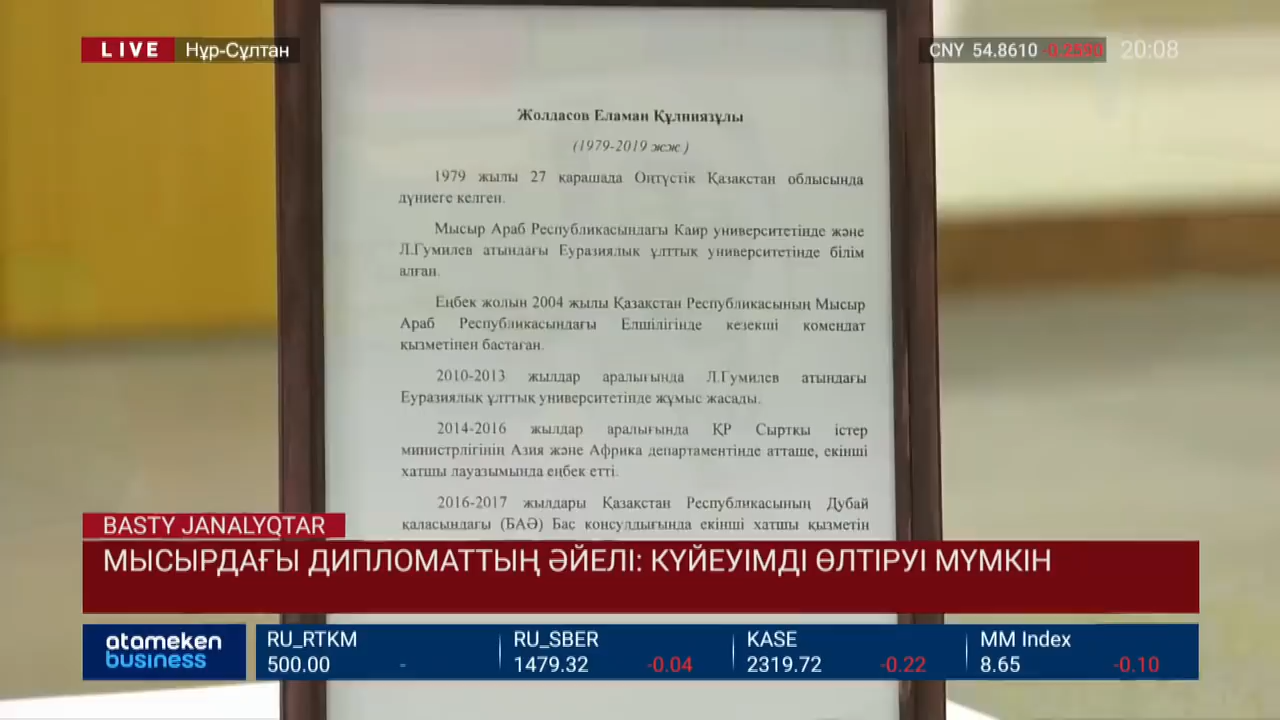 LIVE Нұр-Сұлтан
CNY 54.8610 -0.2590 20:08
Жолдасов Еламан Құлниязұлы
(1979-2019 жж.)
1979 жылы 27 қарашада Оңтүстік Қазақстан облысында
дүниеге келген.
Мысыр Араб Республикасындағы Каир университетінде және
Л.Гумилев атындағы Еуразиялық ұлттық университетінде білім
алған.
Еңбек жолын 2004 жылы Қазақстан Республикасының Мысыр
Араб Республикасындағы Елшілігінде кезекші комендат
қызметінен бастаған.
2010-2013 жылдар аралығында Л.Гумилев атындағы
Еуразиялық ұлттық университетінде жұмыс жасады.
2014-2016 жылдар аралығында ҚР Сыртқы істер
министрлігінің Азия және Африка департаментінде атташе, екінші
хатшы лауазымында еңбек етті.
2016-2017 жылдары Қазақстан Республикасының Дубай
қаласындағы (БАӘ) Бас консулдығында екінші хатшы қызметін
BASTY JANALYQTAR
МЫСЫРДАҒЫ ДИПЛОМАТТЫҢ ӘЙЕЛІ: КҮЙЕУІМДІ ӨЛТІРУІ МҮМКІН
atameken
business
RU_RTKM RU_SBER KASE MM Index
500.00 - 1479.32 -0.04 2319.72 -0.22 8.65 -0.10